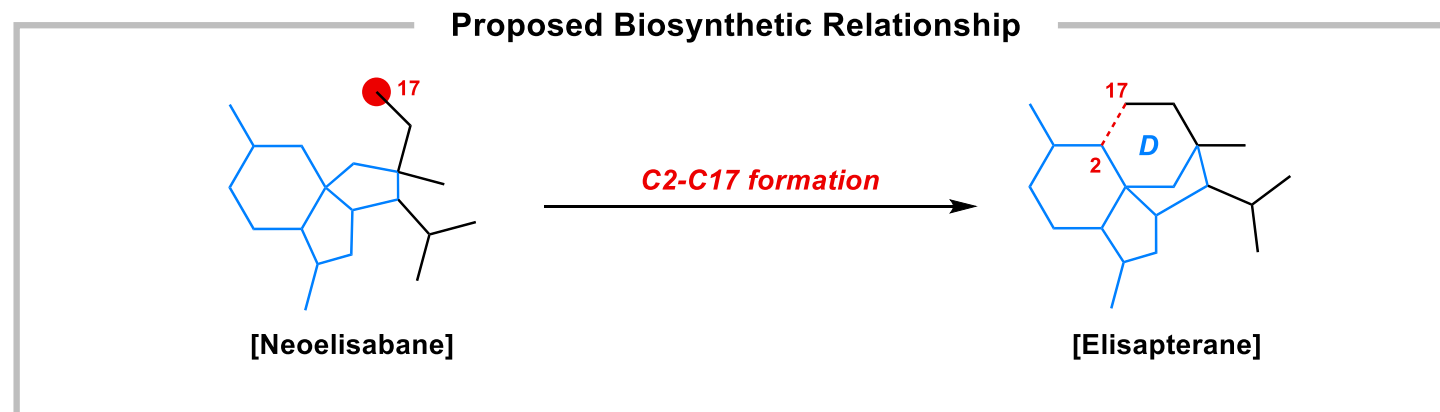 Proposed Biosynthetic Relationship
17
17
D
2
C2-C17 formation
[Neoelisabane]
[Elisapterane]